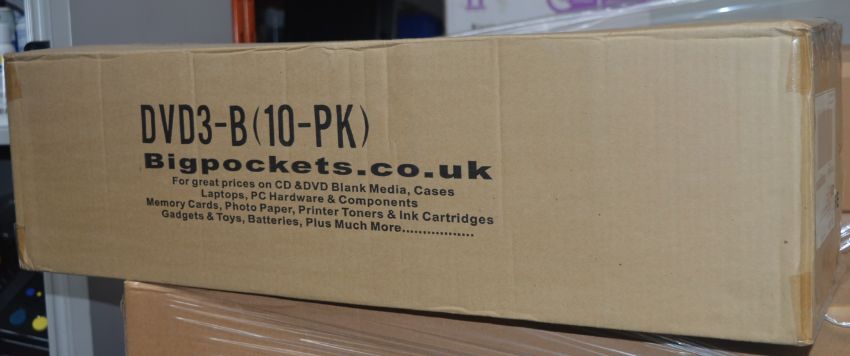 DVD3-B(10-PK)
Bigpockets.co.uk
For great prices on CD &DVD Blank Media, Cases
Laptops, PC Hardware & Components
Memory Cards, Photo Paper, Printer Toners & Ink Cartridges
Gadgets & Toys, Batteries, Plus Much More..................